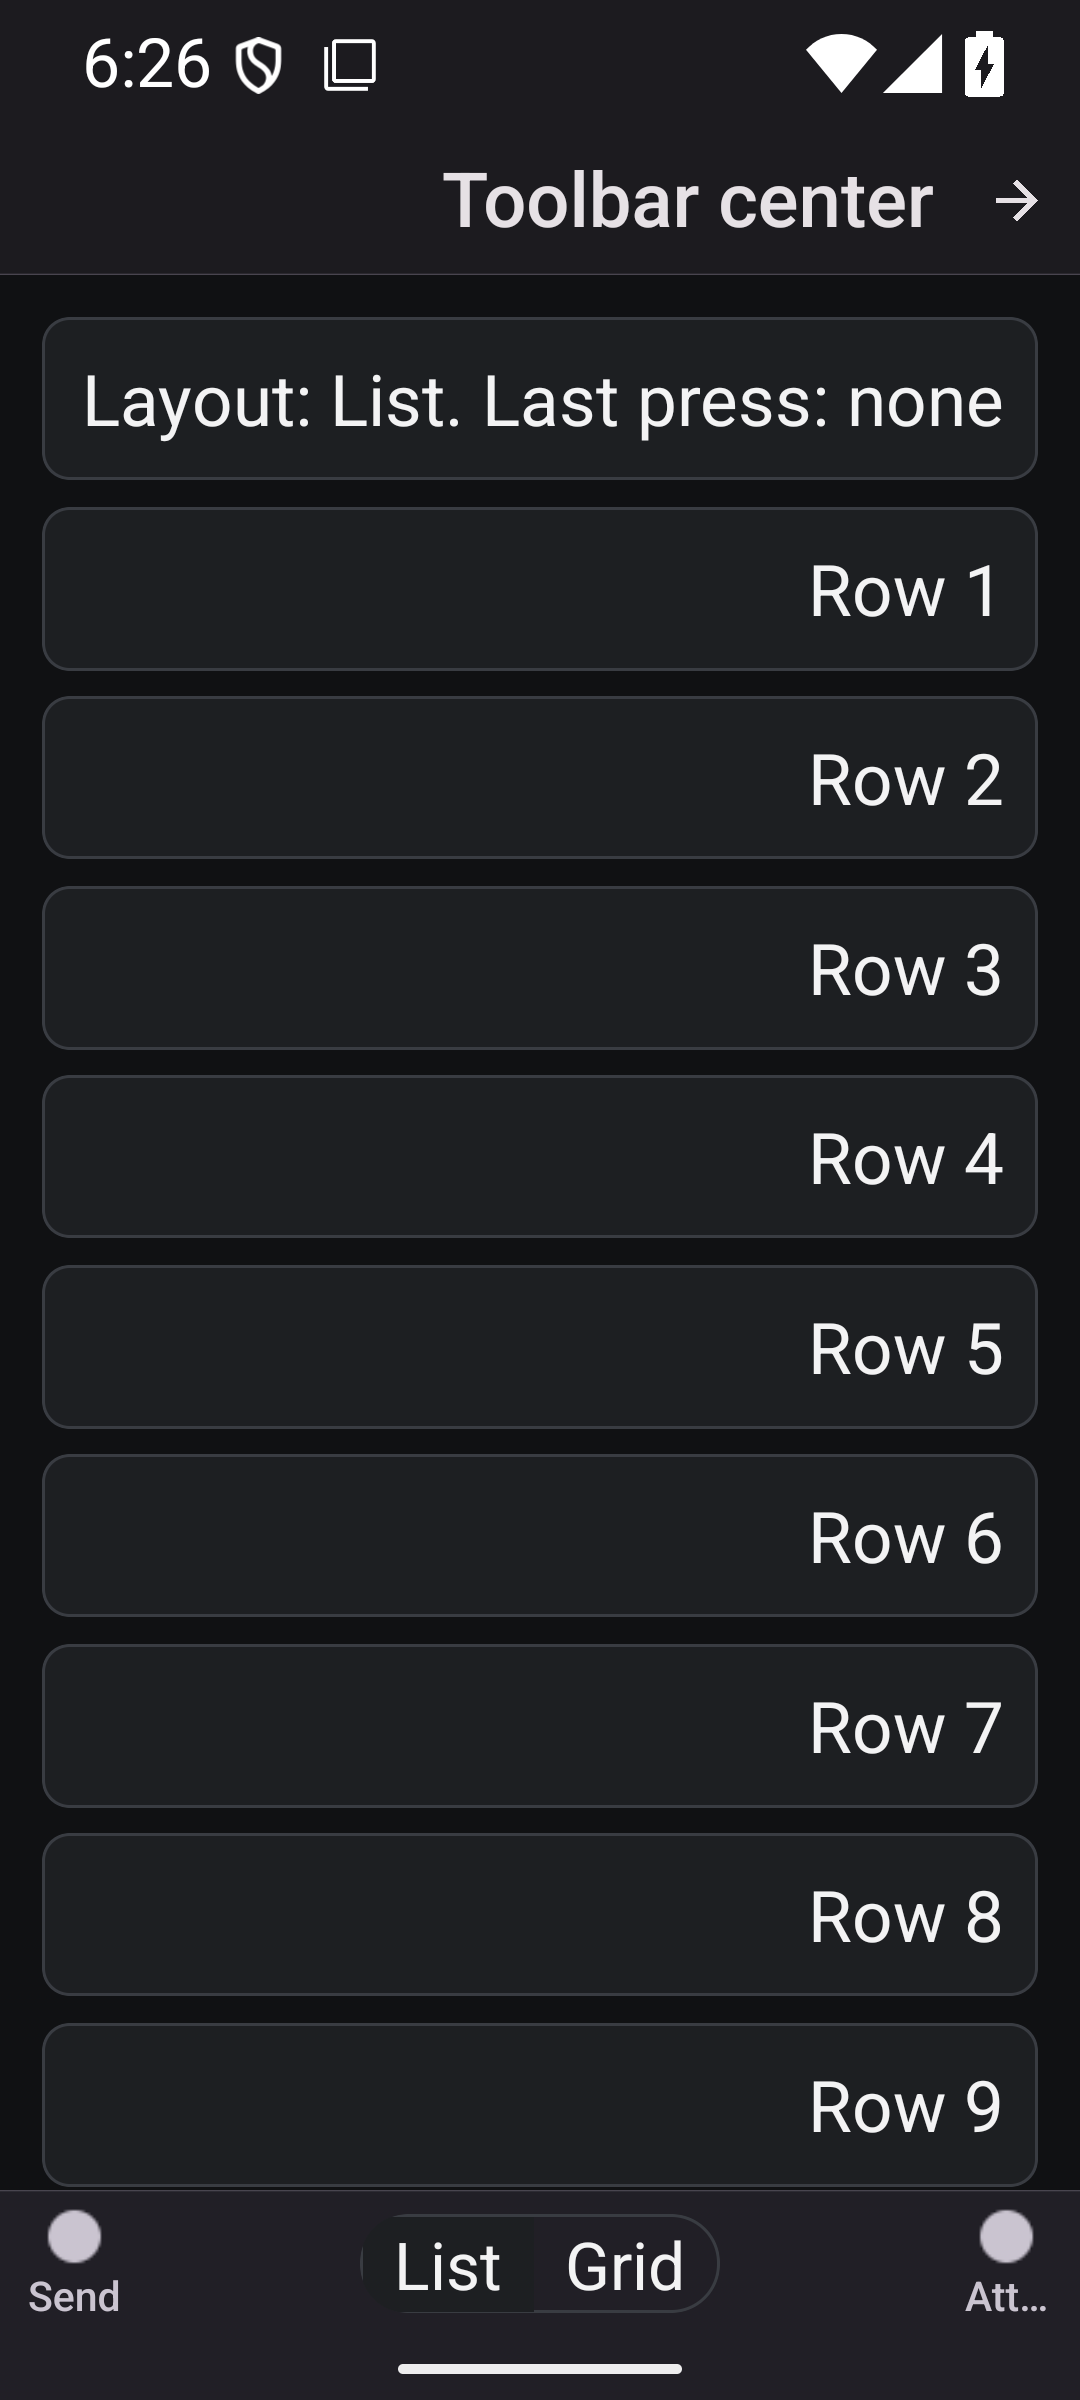 6:26
Toolbar center
Layout: List. Last press: none
Row 1
Row 2
Row 3
Row 4
Row 5
Row 6
Row 7
Row 8
Row 9
Send
List
Grid
Att...